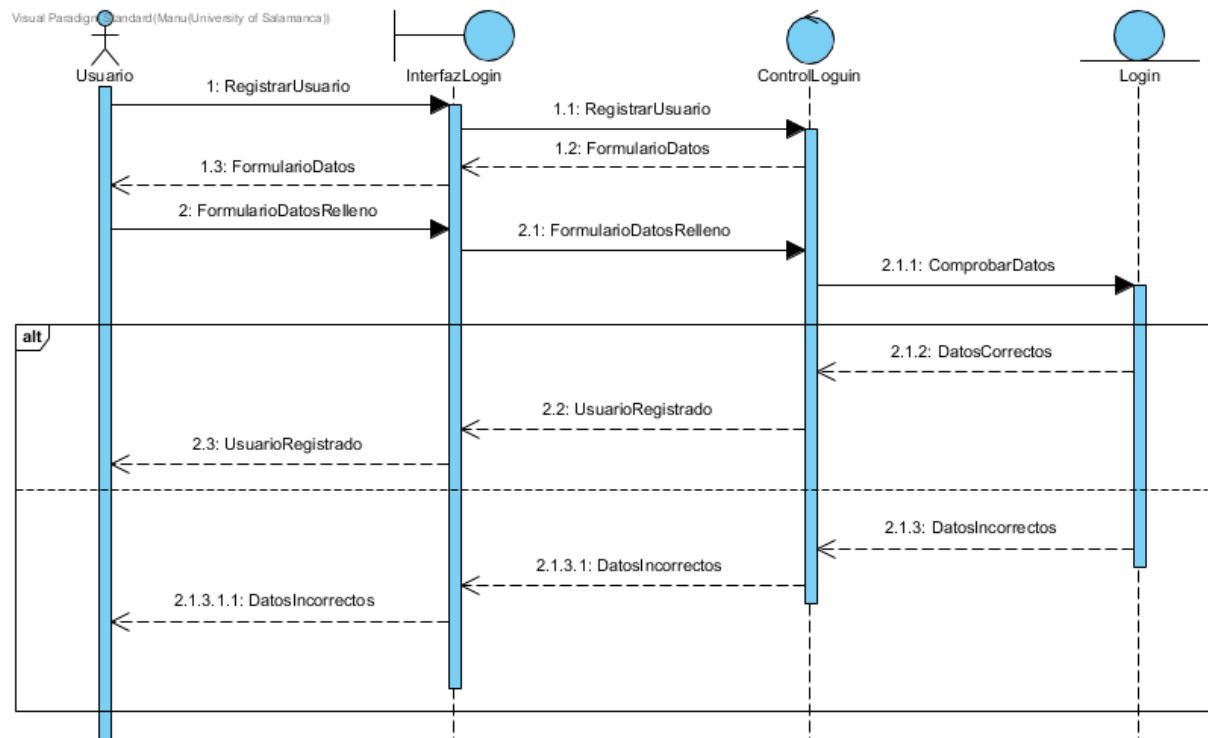 Visual Paradigm Standard(Manu(University of Salamanca))
Usuario
InterfazLogin
ControlLoguin
Login
1: RegistrarUsuario
1.1: RegistrarUsuario
1.2: FormularioDatos
1.3: FormularioDatos
2: FormularioDatosRelleno
2.1: FormularioDatosRelleno
2.1.1: ComprobarDatos
alt
2.1.2: DatosCorrectos
2.2: UsuarioRegistrado
2.3: UsuarioRegistrado
2.1.3: DatosIncorrectos
2.1.3.1: DatosIncorrectos
2.1.3.1.1: DatosIncorrectos